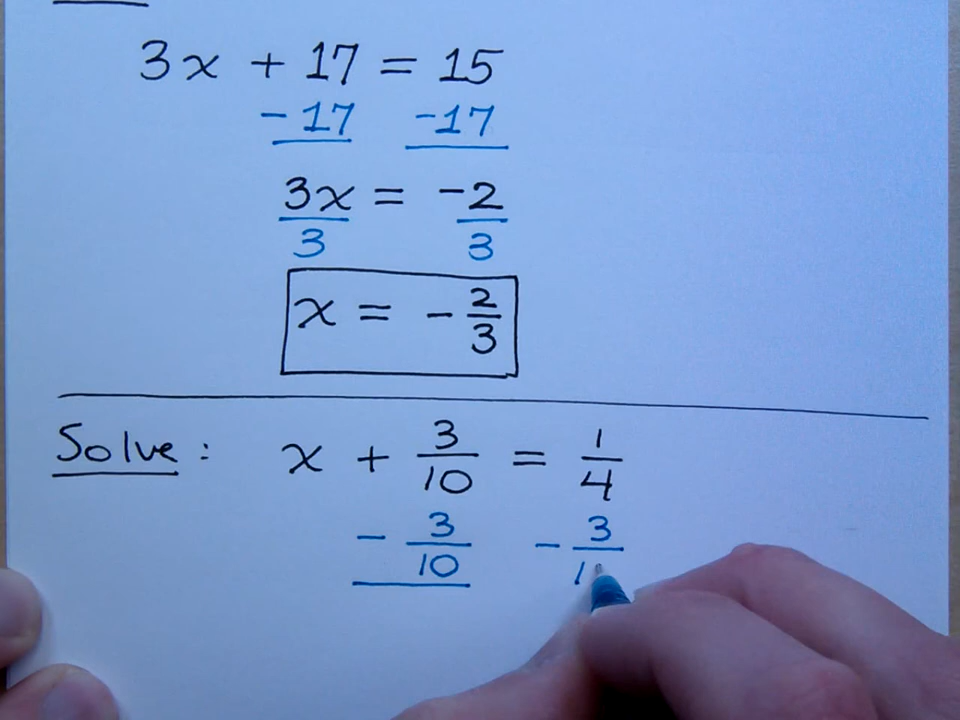 3x + 17 = 15
-17 -17
3x = -2
3 3
x = - 2/3
Solve: x + 3/10 = 1/4
- 3/10 - 3/1